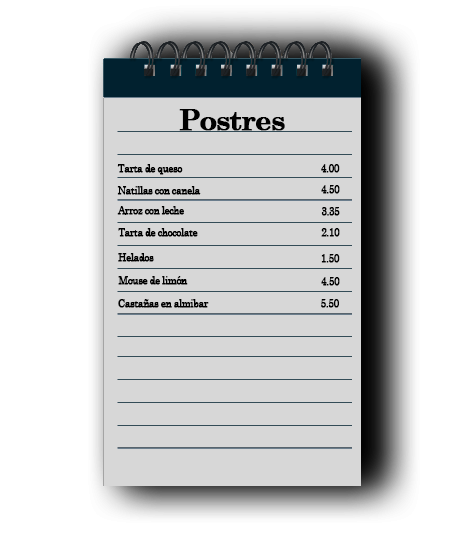 Postres
Tarta de queso 4.00
Natillas con canela 4.50
Arroz con leche 3.35
Tarta de chocolate 2.10
Helados 1.50
Mouse de limón 4.50
Castañas en almibar 5.50